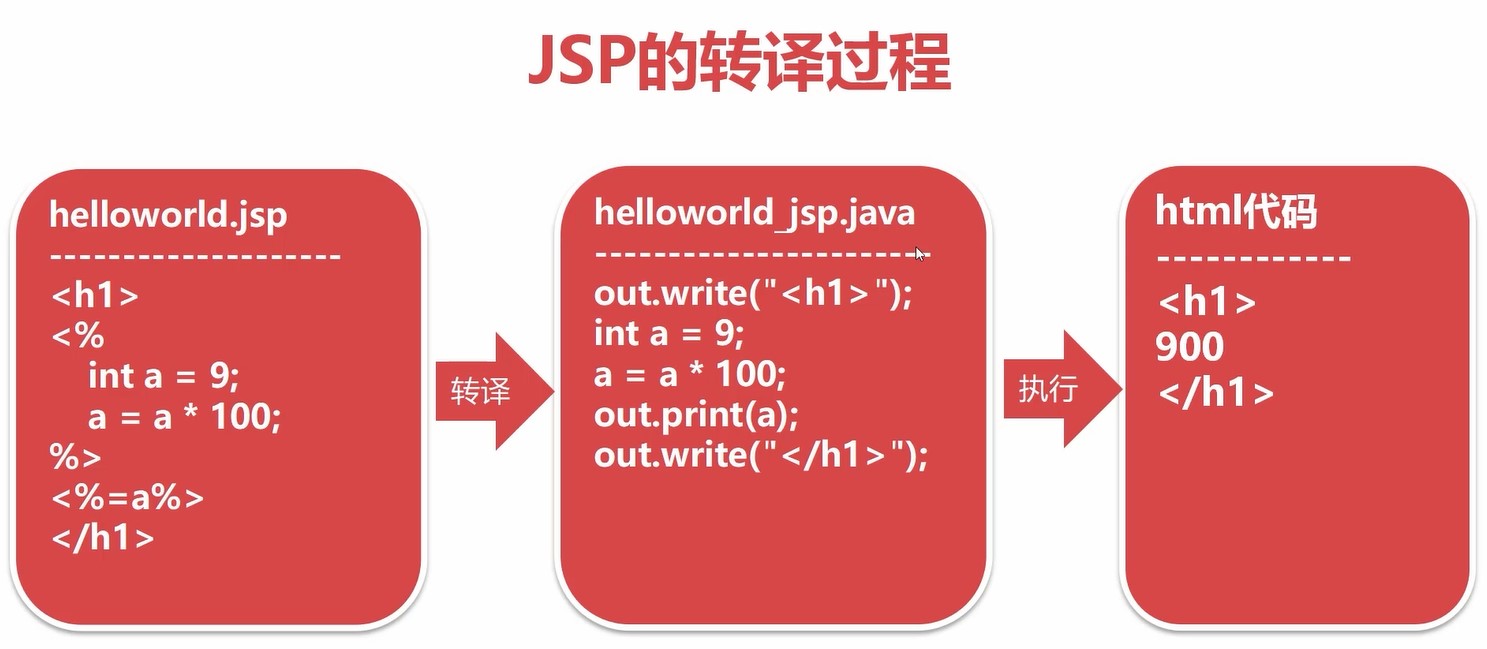 JSP的转译过程
helloworld.jsp
--------------------
<h1>
<%
int a = 9;
a = a * 100;
%>
<%=a%>
</h1>
转译
helloworld_jsp.java
-----------------------
out.write("<h1>");
int a = 9;
a = a * 100;
out.print(a);
out.write("</h1>");
执行
html代码
------------
<h1>
900
</h1>